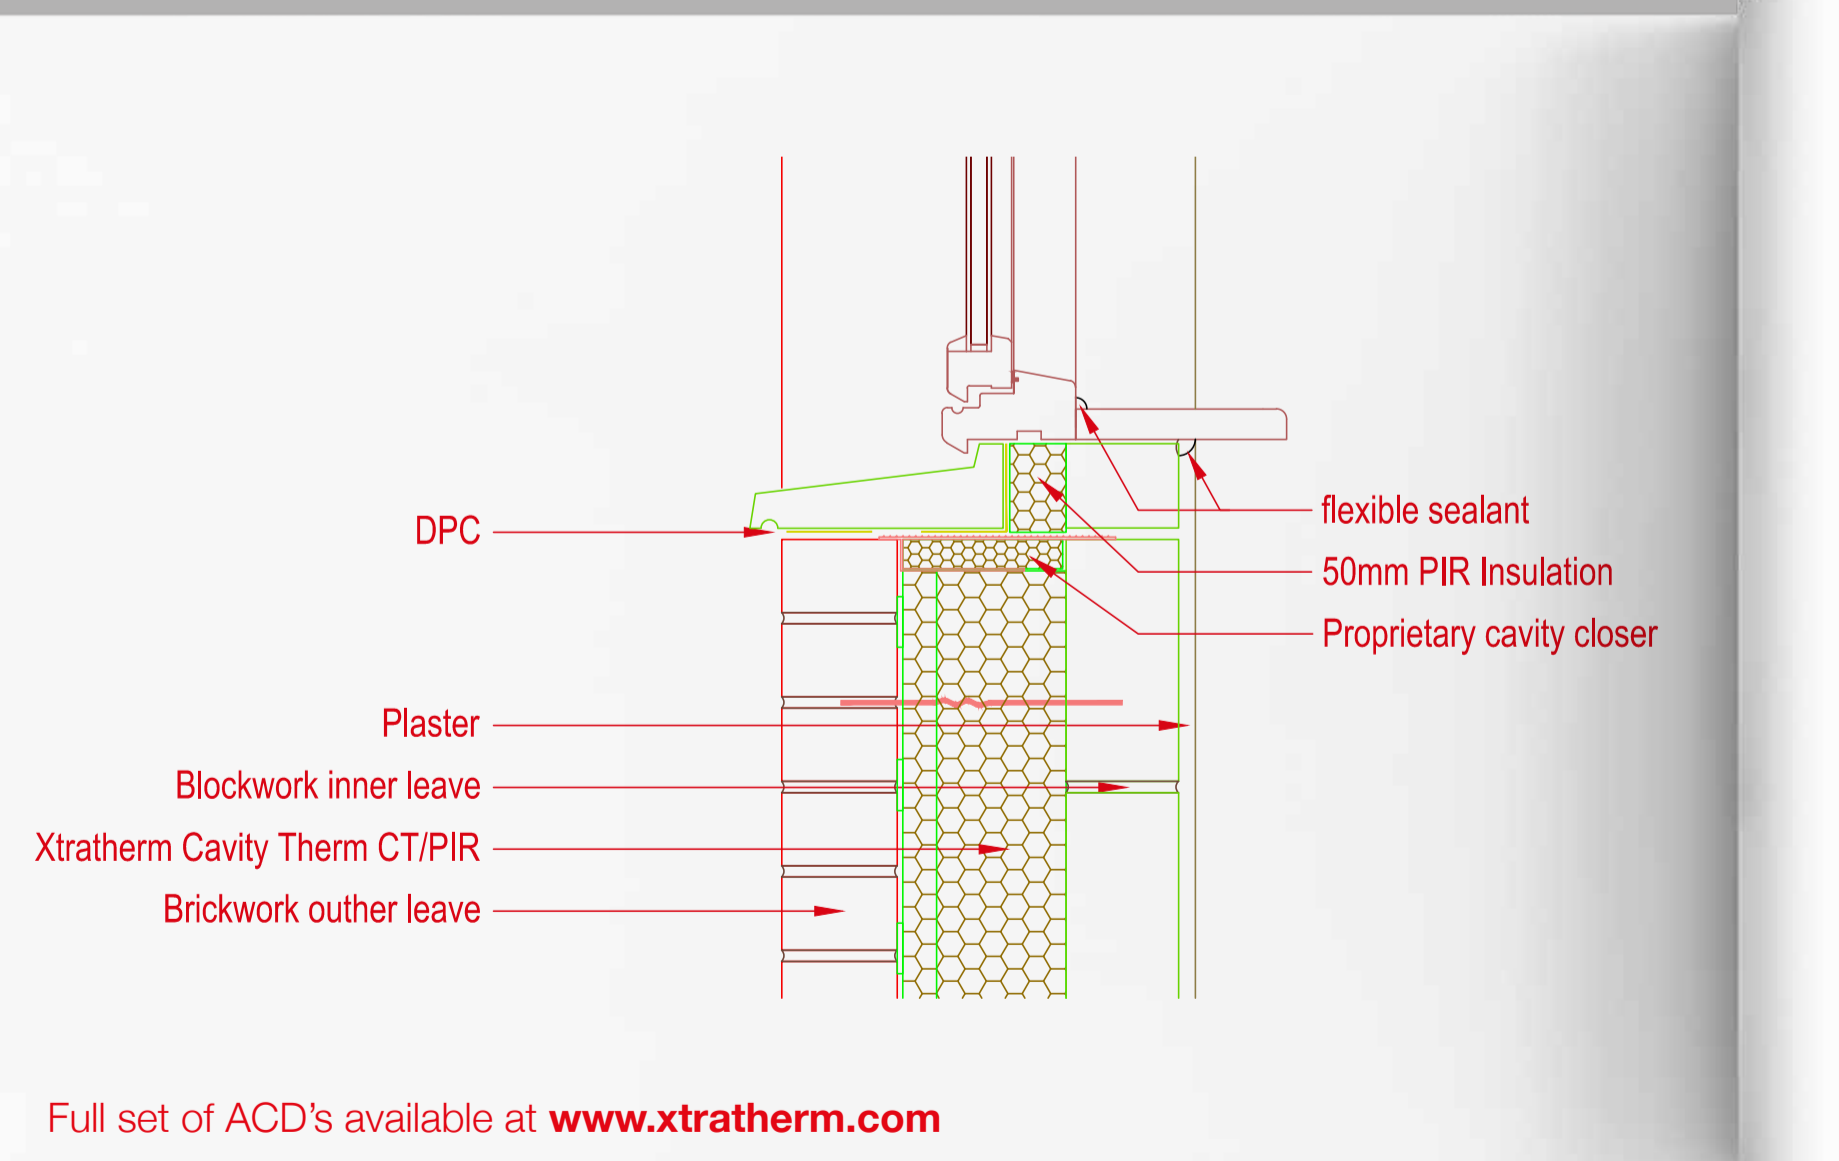 DPC
flexible sealant
50mm PIR Insulation
Proprietary cavity closer
Plaster
Blockwork inner leave
Xtratherm Cavity Therm CT/PIR
Brickwork outher leave
Full set of ACD’s available at www.xtratherm.com